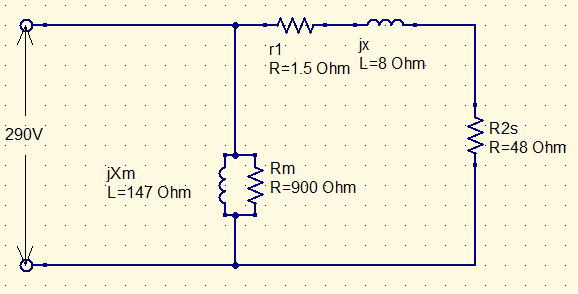 r1
R=1.5 Ohm
jx
L=8 Ohm
290V
R2s
R=48 Ohm
jXm
L=147 Ohm
Rm
R=900 Ohm